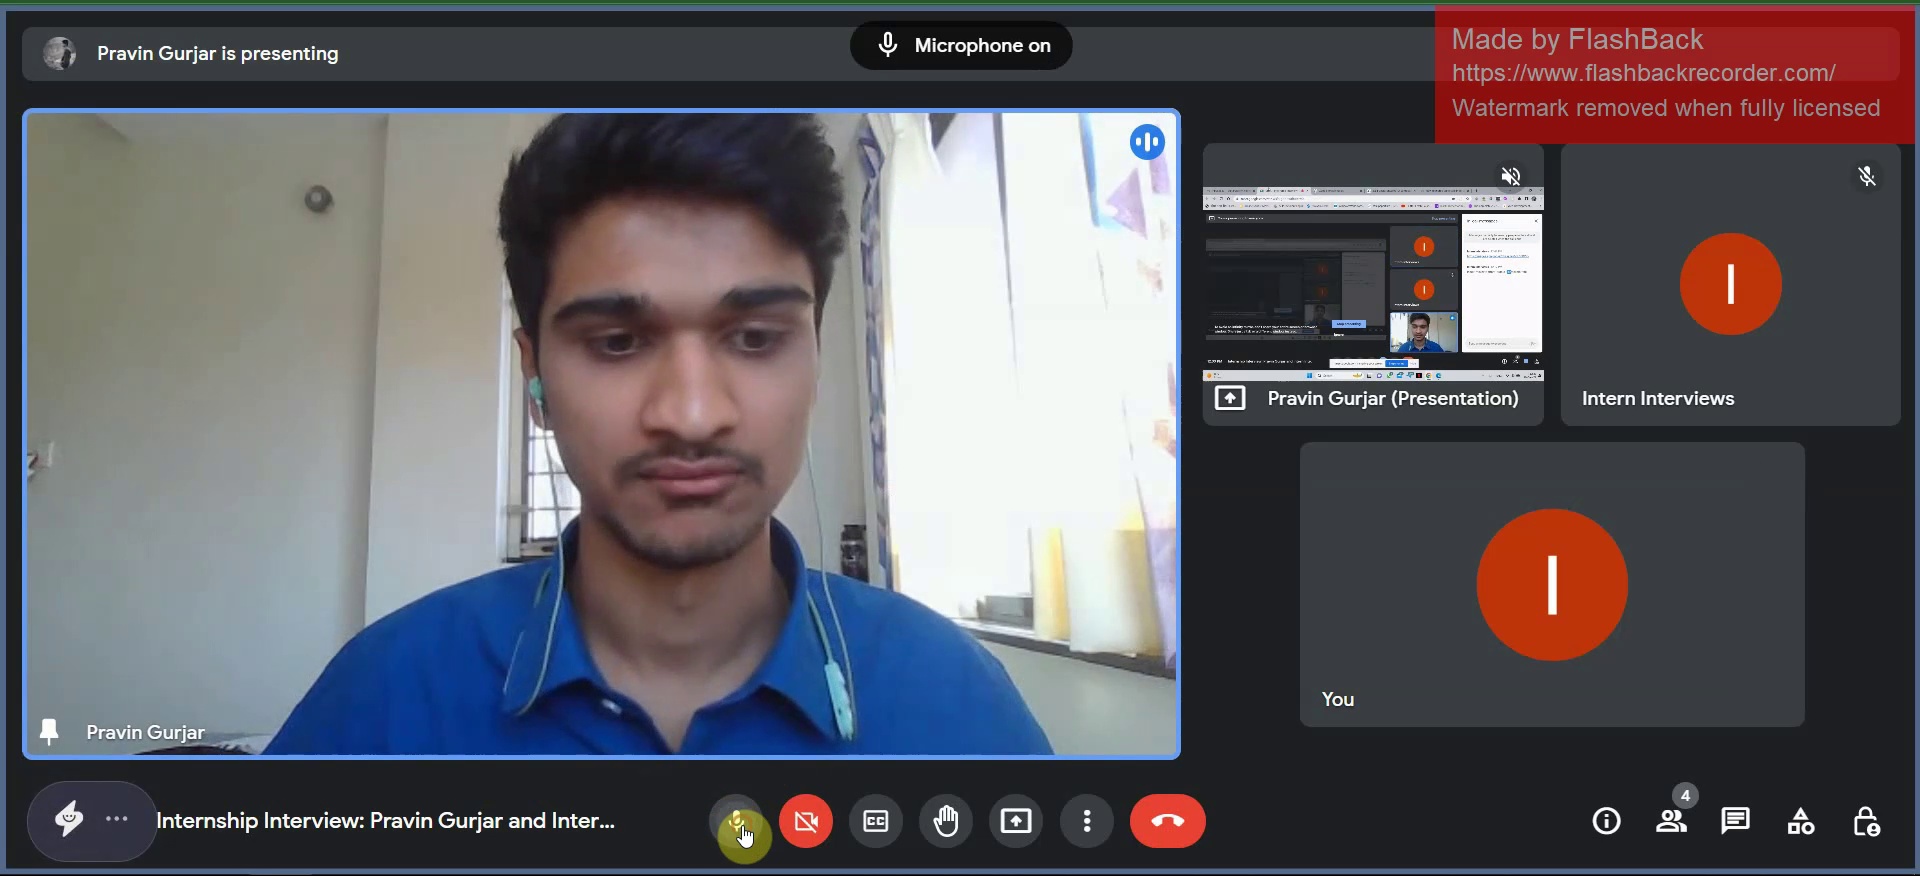 Pravin Gurjar is presenting
Microphone on
Made by FlashBack
https://www.flashbackrecorder.com/
Watermark removed when fully licensed
Pravin Gurjar (Presentation)
I
Intern Interviews
I
You
Pravin Gurjar
Internship Interview: Pravin Gurjar and Inter...
CC
4